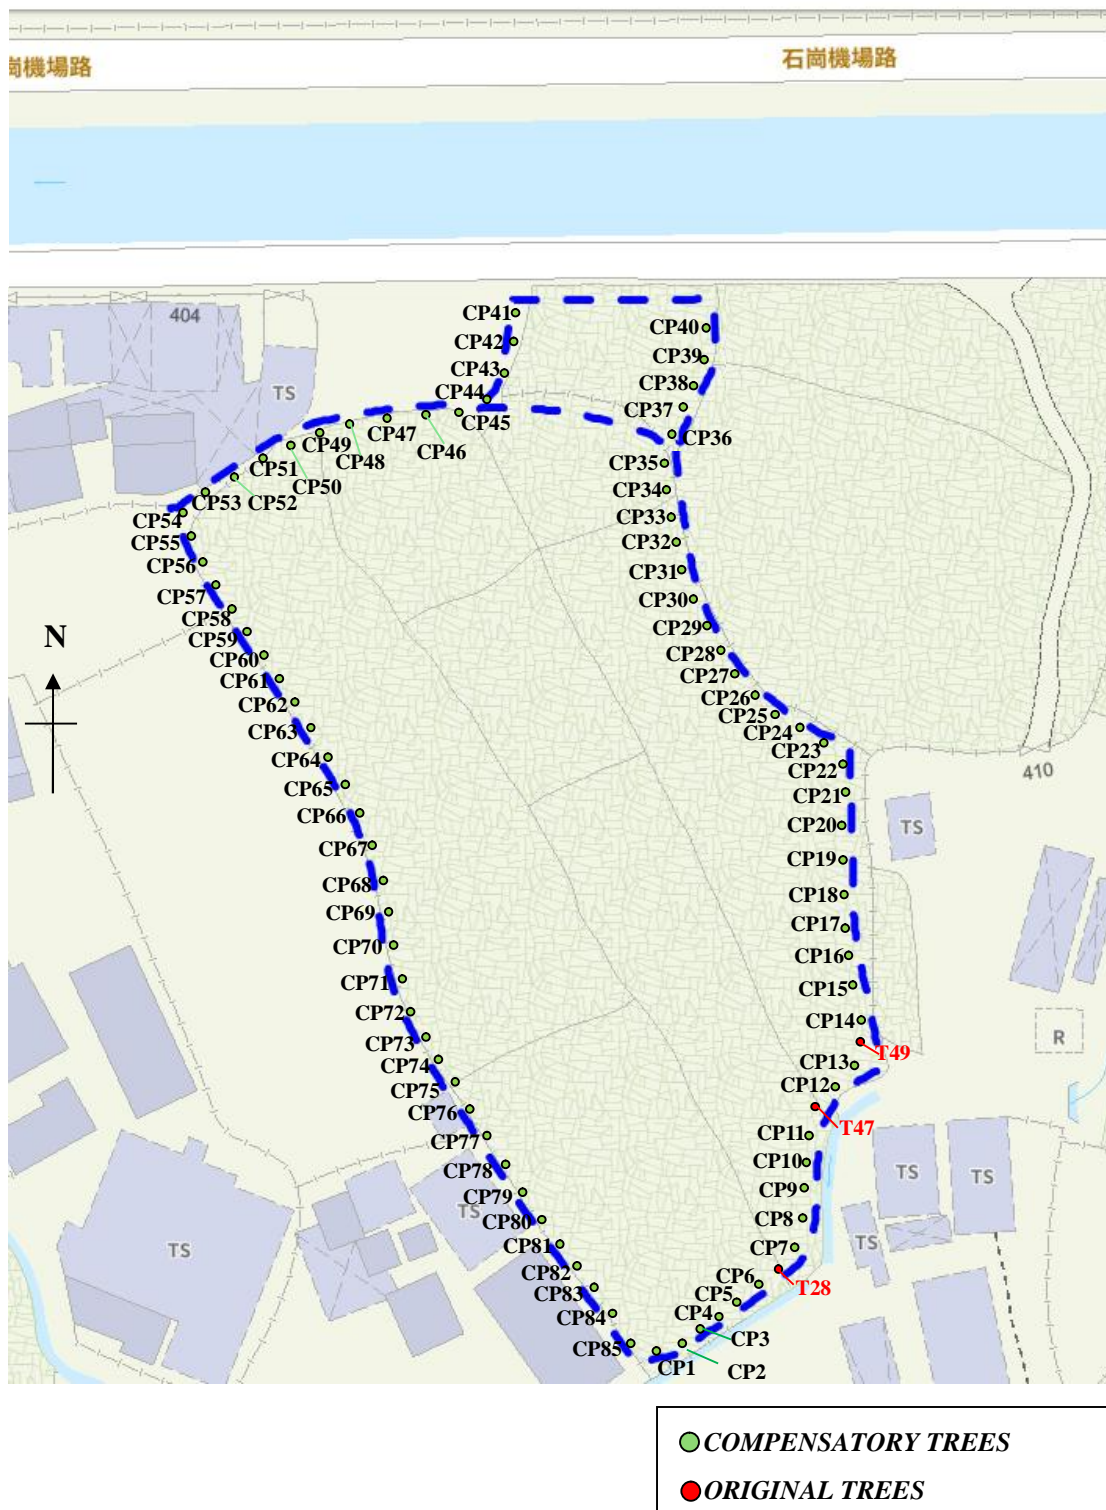 崗機場路
石崗機場路
404
TS
CP41
CP42
CP43
CP44
CP45
CP46
CP47
CP48
CP49
CP50
CP51
CP52
CP53
CP54
CP55
CP56
CP57
CP58
CP59
CP60
CP61
CP62
CP63
CP64
CP65
CP66
CP67
CP68
CP69
CP70
CP71
CP72
CP73
CP74
CP75
CP76
CP77
CP78
CP79
TS
CP80
CP81
CP82
CP83
CP84
CP85
CP40
CP39
CP38
CP37
CP36
CP35
CP34
CP33
CP32
CP31
CP30
CP29
CP28
CP27
CP26
CP25
CP24
CP23
CP22
CP21
CP20
CP19
CP18
CP17
CP16
CP15
CP14
T49
CP13
CP12
T47
CP11
CP10
CP9
CP8
CP7
T28
CP6
CP5
CP4
CP3
CP2
CP1
N
410
TS
R
TS
TS
TS
TS
COMPENSATORY TREES
ORIGINAL TREES